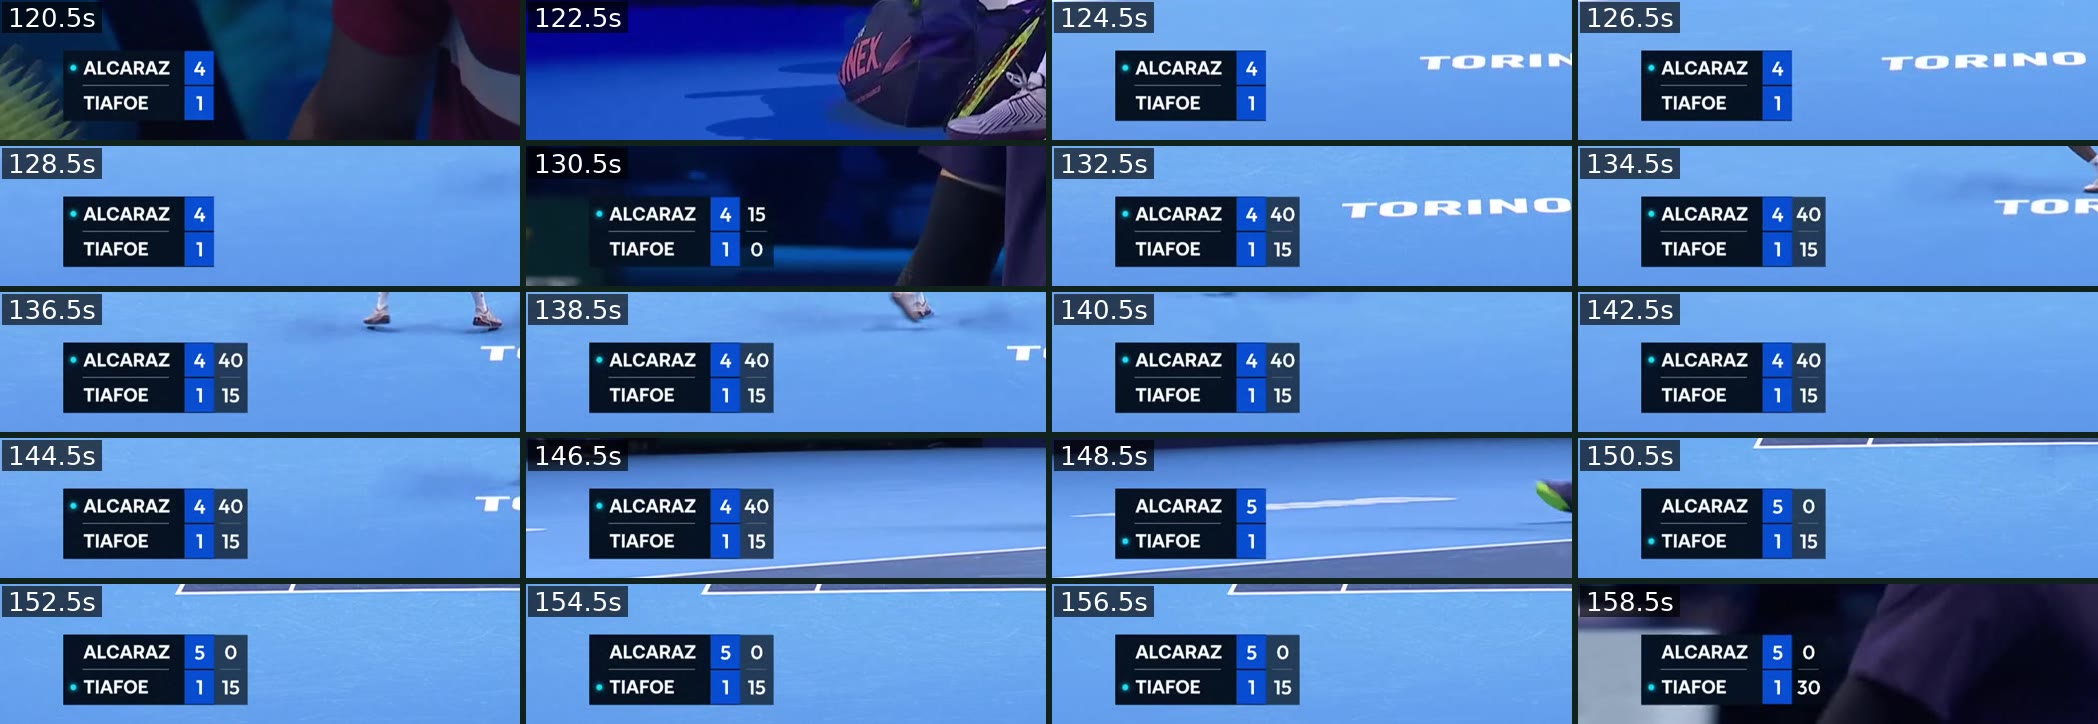 120.5s
ALCARAZ 4
TIAFOE 1
122.5s
NEX
124.5s
TORIN
ALCARAZ 4
TIAFOE 1
126.5s
TORINO
ALCARAZ 4
TIAFOE 1
128.5s
ALCARAZ 4
TIAFOE 1
130.5s
ALCARAZ 4 15
TIAFOE 1 0
132.5s
TORINO
ALCARAZ 4 40
TIAFOE 1 15
134.5s
TOR
ALCARAZ 4 40
TIAFOE 1 15
136.5s
T
ALCARAZ 4 40
TIAFOE 1 15
138.5s
T
ALCARAZ 4 40
TIAFOE 1 15
140.5s
ALCARAZ 4 40
TIAFOE 1 15
142.5s
ALCARAZ 4 40
TIAFOE 1 15
144.5s
T
ALCARAZ 4 40
TIAFOE 1 15
146.5s
ALCARAZ 4 40
TIAFOE 1 15
148.5s
ALCARAZ 5
TIAFOE 1
150.5s
ALCARAZ 5 0
TIAFOE 1 15
152.5s
ALCARAZ 5 0
TIAFOE 1 15
154.5s
ALCARAZ 5 0
TIAFOE 1 15
156.5s
ALCARAZ 5 0
TIAFOE 1 15
158.5s
ALCARAZ 5 0
TIAFOE 1 30